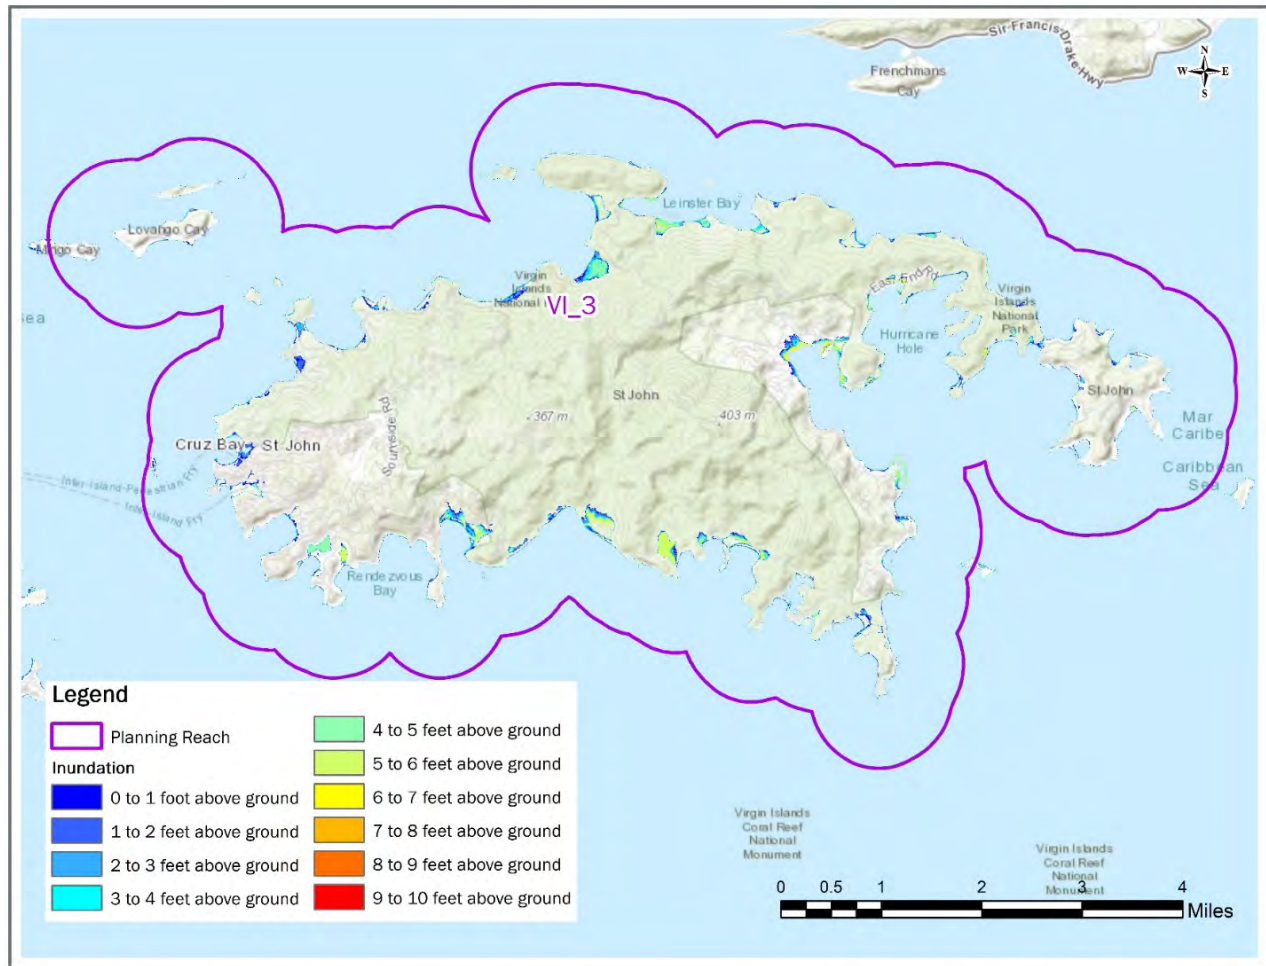 Sir-Francis-Drake-Hwy
Frenchmans
Cay
N
W
E
S
Leinster Bay
Lovango Cay
Mingo Cay
East End Rd
Virgin
Islands
National
VI_3
Virgin
Islands
National
Park
Hurricane
Hole
Sea
St John
St John
367 m
403 m
Mar
Caribe
Caribbean
Sea
Cruz Bay
St John
Inter-island-Pedestrian Fry
Inter-island Fry
Rendezvous
Bay
Legend
Planning Reach
Inundation
0 to 1 foot above ground
1 to 2 feet above ground
2 to 3 feet above ground
3 to 4 feet above ground
4 to 5 feet above ground
5 to 6 feet above ground
6 to 7 feet above ground
7 to 8 feet above ground
8 to 9 feet above ground
9 to 10 feet above ground
Virgin Islands
Coral Reef
National
Monument
Virgin Islands
Coral Reef
National
Monument
0 0.5 1 2 3 4
Miles